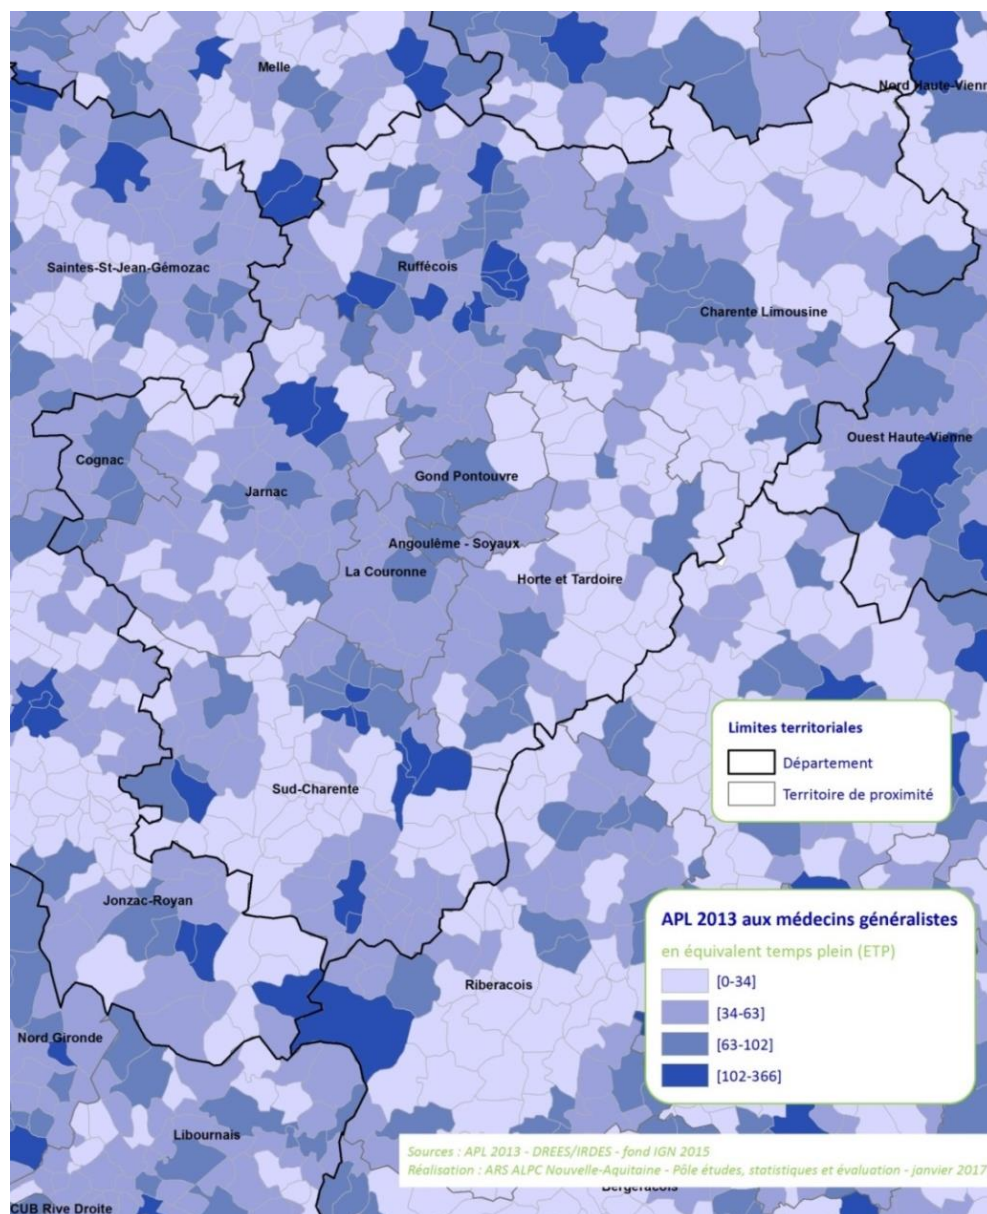 Melle
Nord Haute-Vienn
Saintes-St-Jean-Gémozac
Ruffécois
Charente Limousine
Ouest Haute-Vienne
Cognac
Gond Pontouvre
Jarnac
Angoulême - Soyaux
La Couronne
Horte et Tardoire
Limites territoriales
Département
Territoire de proximité
Sud-Charente
Jonzac-Royan
APL 2013 aux médecins généralistes
en équivalent temps plein (ETP)
[0-34]
[34-63]
[63-102]
[102-366]
Riberacois
Nord Gironde
Libournais
Sources : APL 2013 - DREES/IRDES - fond IGN 2015
Réalisation : ARS ALPC Nouvelle-Aquitaine - Pôle études, statistiques et évaluation - janvier 2017
Bergeracois
CUB Rive Droite